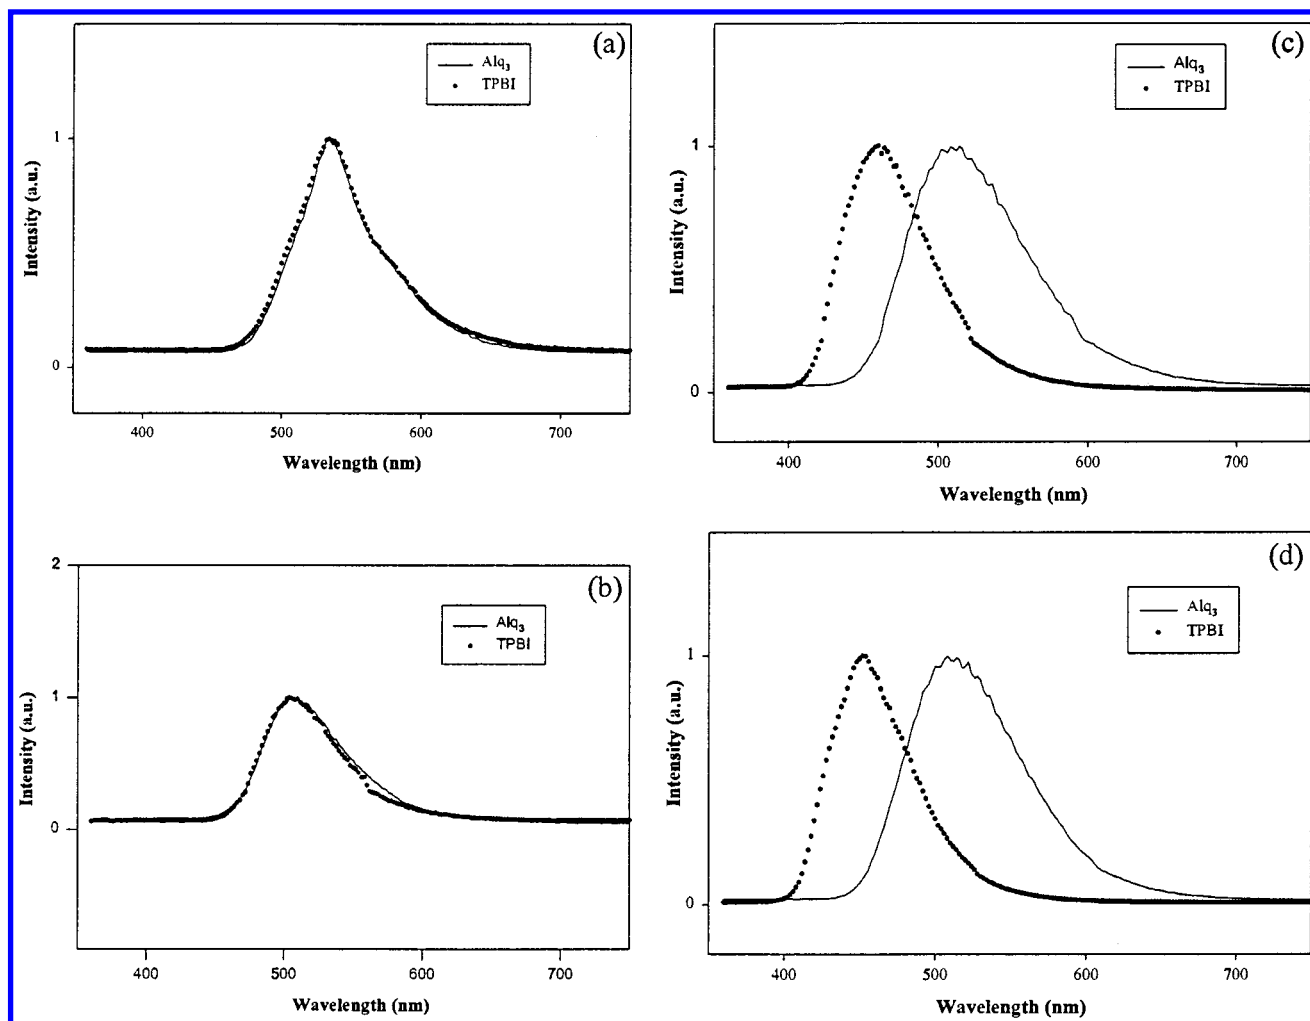 (a)
Alq3
TPBI
1
0
Intensity (a.u.)
400 500 600 700
Wavelength (nm)
(c)
Alq3
TPBI
1
0
Intensity (a.u.)
400 500 600 700
Wavelength (nm)
(b)
Alq3
TPBI
2
1
0
Intensity (a.u.)
400 500 600 700
Wavelength (nm)
(d)
Alq3
TPBI
1
0
Intensity (a.u.)
400 500 600 700
Wavelength (nm)